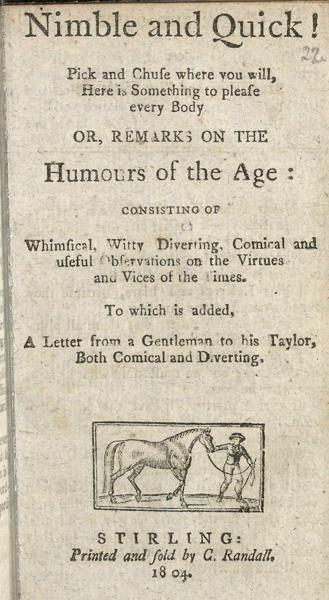 Nimble and Quick!
22.
Pick and Chuſe where you will,
Here is Something to pleaſe
every Body
OR, REMARKS ON THE
Humours of the Age:
CONSISTING OF
Whimſical, Witty Diverting, Comical and
uſeful Obſervations on the Virtues
and Vices of the Times.
To which is added,
A Letter from a Gentleman to his Taylor,
Both Comical and Diverting.
STIRLING:
Printed and ſold by C. Randall.
1804.